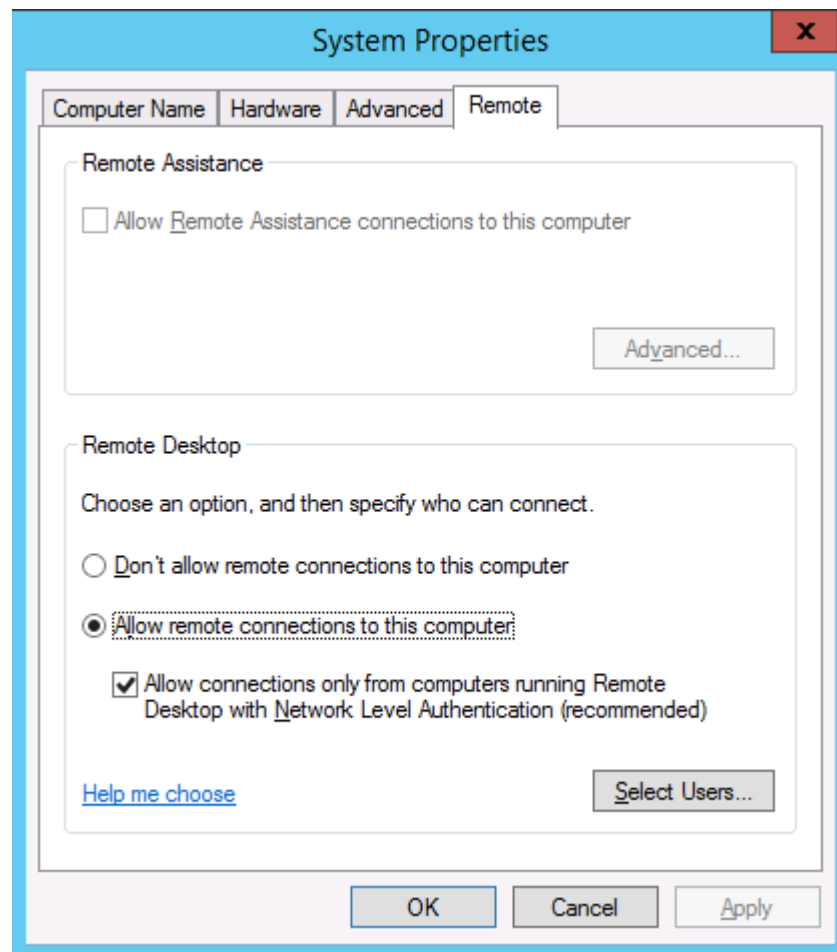 System Properties
x
Computer Name Hardware Advanced Remote
Remote Assistance
Allow Remote Assistance connections to this computer
Advanced...
Remote Desktop
Choose an option, and then specify who can connect.
Don't allow remote connections to this computer
Allow remote connections to this computer
Allow connections only from computers running Remote
Desktop with Network Level Authentication (recommended)
Help me choose
Select Users...
OK Cancel Apply